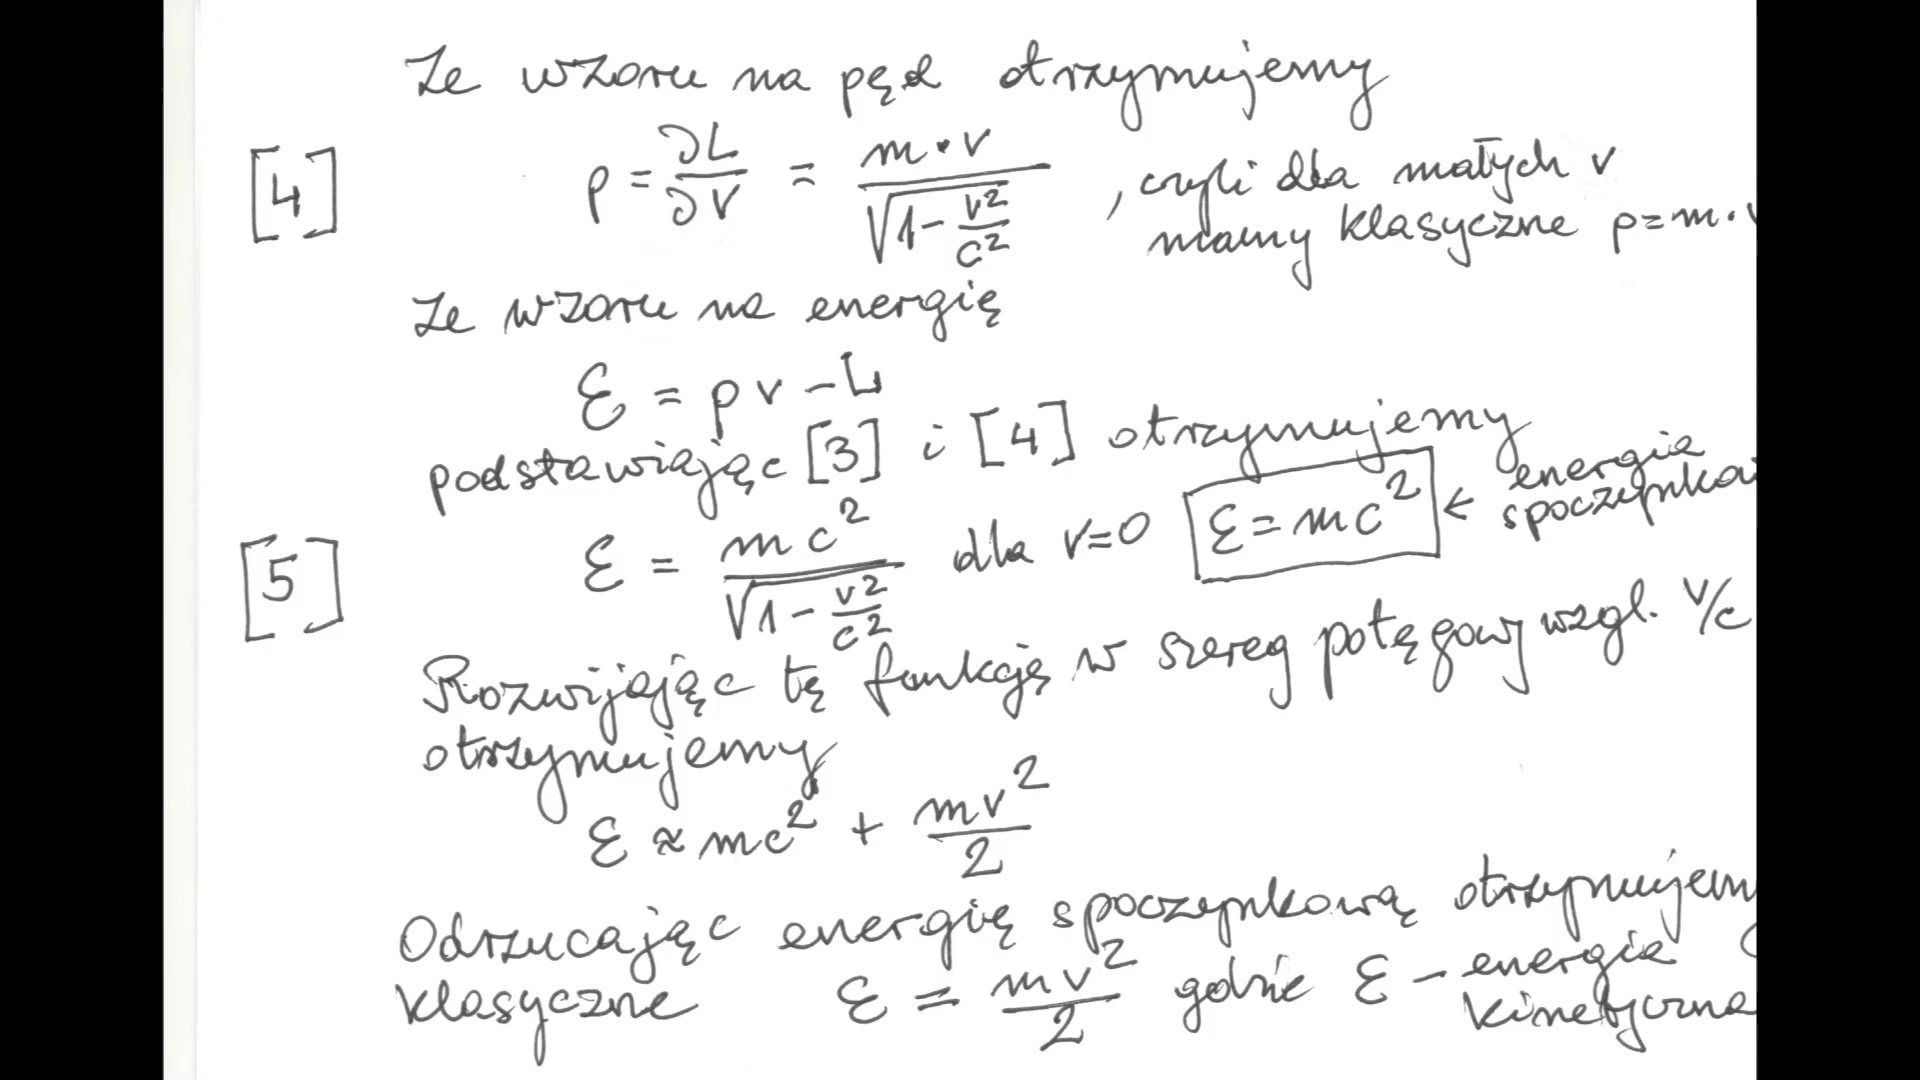 Ze wzoru na pęd otrzymujemy
[4] p = ∂L/∂v = m·v/√(1-v²/c²) , czyli dla małych v
mamy klasyczne p=m·v
Ze wzoru na energię
Ɛ = pv - L
podstawiając [3] i [4] otrzymujemy
[5] Ɛ = mc²/√(1-v²/c²) dla v=0 Ɛ=mc² ← energia
spoczynkow
Rozwijając tę funkcję w szereg potęgowy wzgl. v/c
otrzymujemy
Ɛ ≈ mc² + mv²/2
Odrzucając energię spoczynkową otrzymujemy
klasyczne Ɛ = mv²/2 gdzie Ɛ - energia
kinetyczna